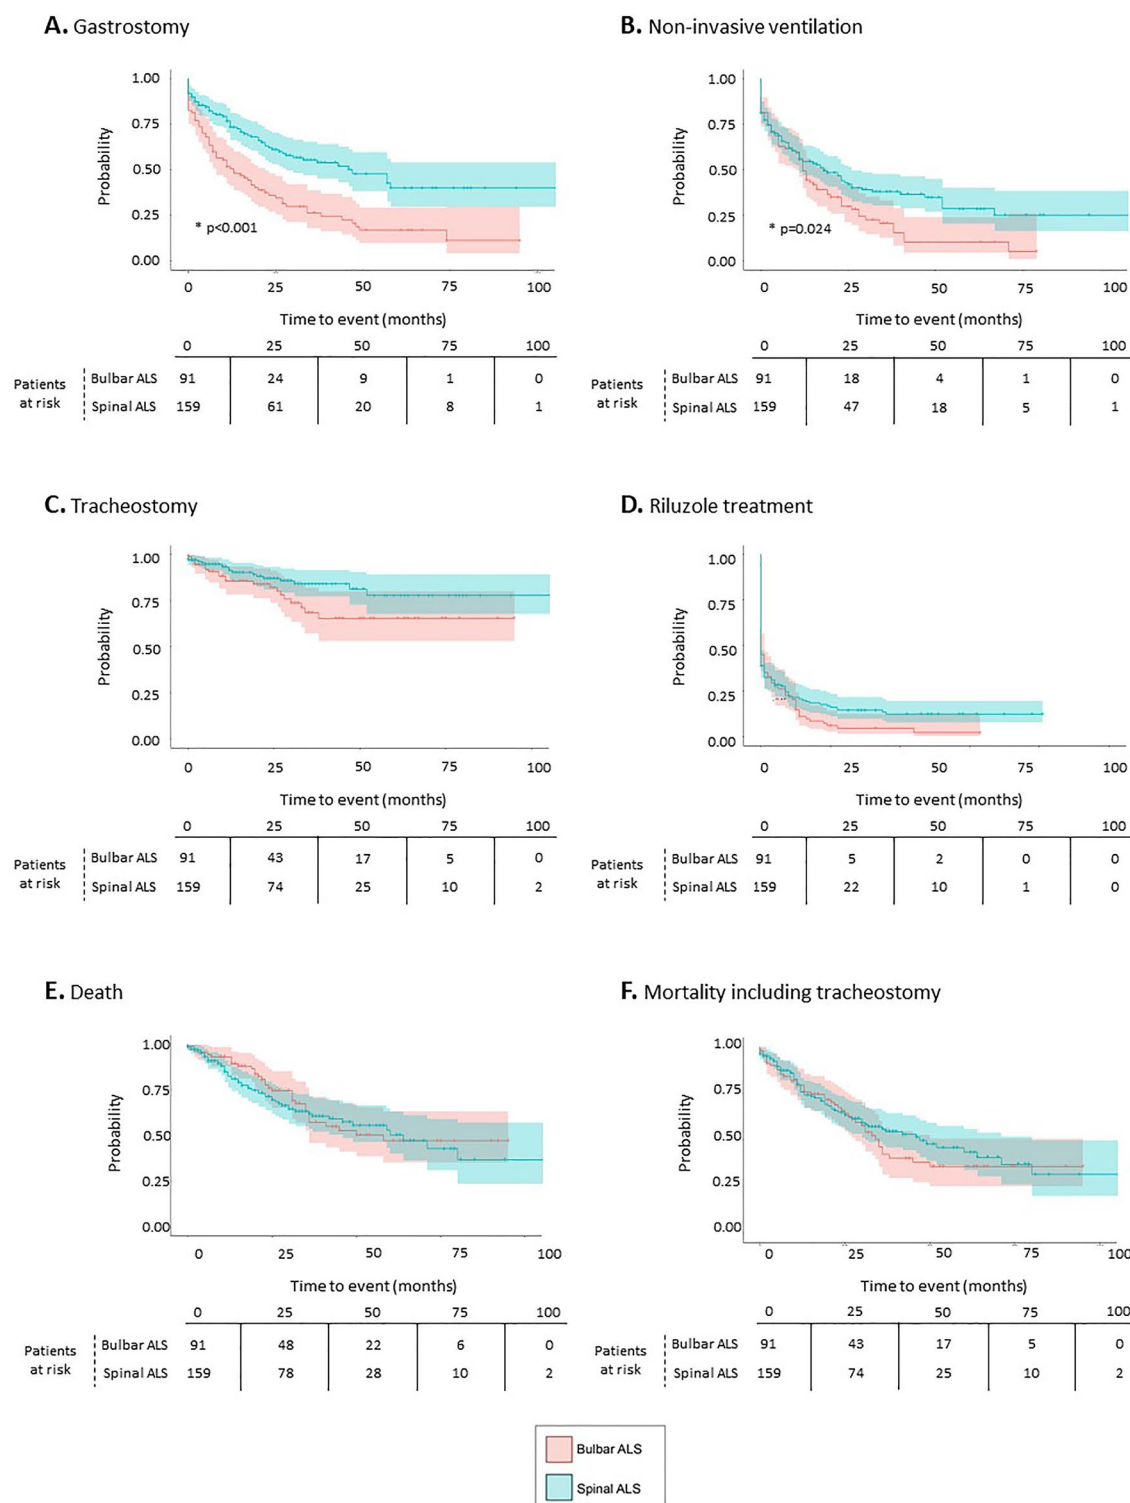 A. Gastrostomy
1.00
0.75
0.50
0.25
0.00
Probability
* p<0.001
0 25 50 75 100
Time to event (months)
0 25 50 75 100
Patients at risk
Bulbar ALS 91 24 9 1 0
Spinal ALS 159 61 20 8 1
B. Non-invasive ventilation
1.00
0.75
0.50
0.25
0.00
Probability
* p=0.024
0 25 50 75 100
Time to event (months)
0 25 50 75 100
Patients at risk
Bulbar ALS 91 18 4 1 0
Spinal ALS 159 47 18 5 1
C. Tracheostomy
1.00
0.75
0.50
0.25
0.00
Probability
0 25 50 75 100
Time to event (months)
0 25 50 75 100
Patients at risk
Bulbar ALS 91 43 17 5 0
Spinal ALS 159 74 25 10 2
D. Riluzole treatment
1.00
0.75
0.50
0.25
0.00
Probability
0 25 50 75 100
Time to event (months)
0 25 50 75 100
Patients at risk
Bulbar ALS 91 5 2 0 0
Spinal ALS 159 22 10 1 0
E. Death
1.00
0.75
0.50
0.25
0.00
Probability
0 25 50 75 100
Time to event (months)
0 25 50 75 100
Patients at risk
Bulbar ALS 91 48 22 6 0
Spinal ALS 159 78 28 10 2
F. Mortality including tracheostomy
1.00
0.75
0.50
0.25
0.00
Probability
0 25 50 75 100
Time to event (months)
0 25 50 75 100
Patients at risk
Bulbar ALS 91 43 17 5 0
Spinal ALS 159 74 25 10 2
Bulbar ALS
Spinal ALS